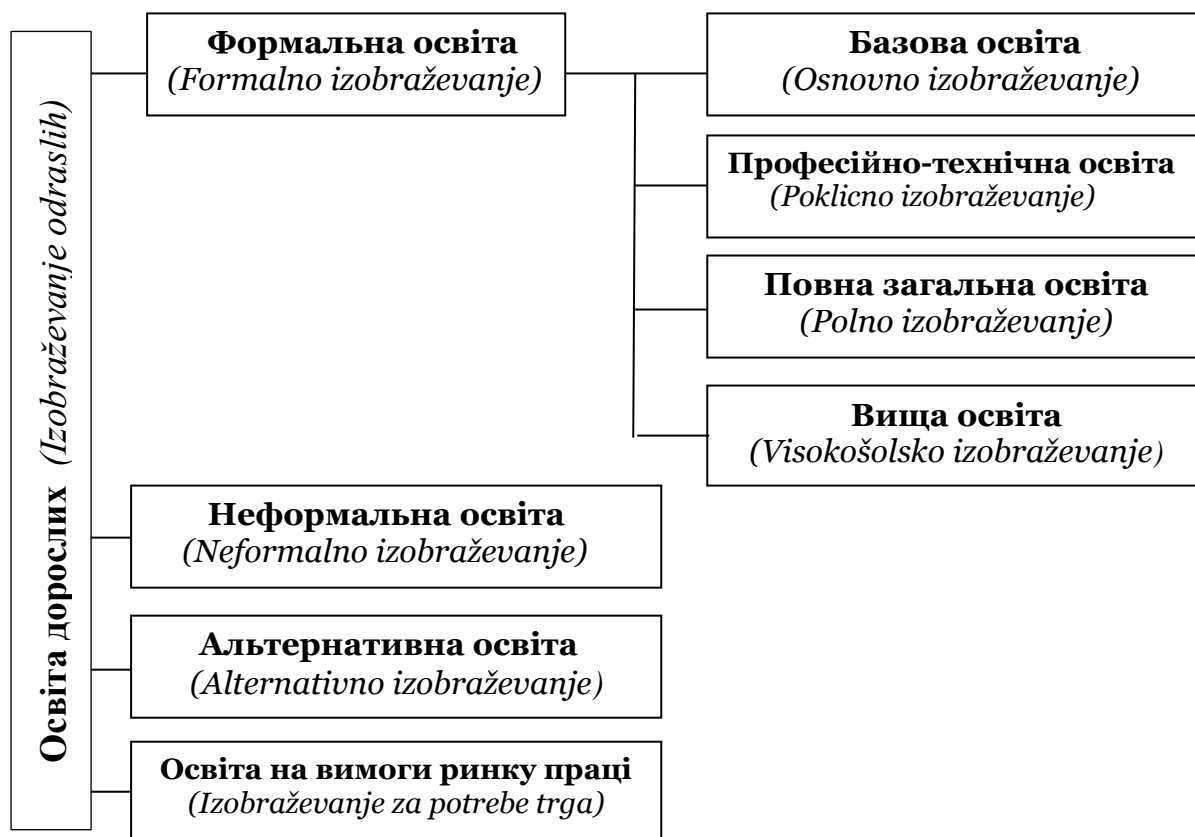 Освіта дорослих (Izobraževanje odraslih)
Формальна освіта
(Formalno izobraževanje)
Базова освіта
(Osnovno izobraževanje)
Професійно-технічна освіта
(Poklicno izobraževanje)
Повна загальна освіта
(Polno izobraževanje)
Вища освіта
(Visokošolsko izobraževanje)
Неформальна освіта
(Neformalno izobraževanje)
Альтернативна освіта
(Alternativno izobraževanje)
Освіта на вимоги ринку праці
(Izobraževanje za potrebe trga)